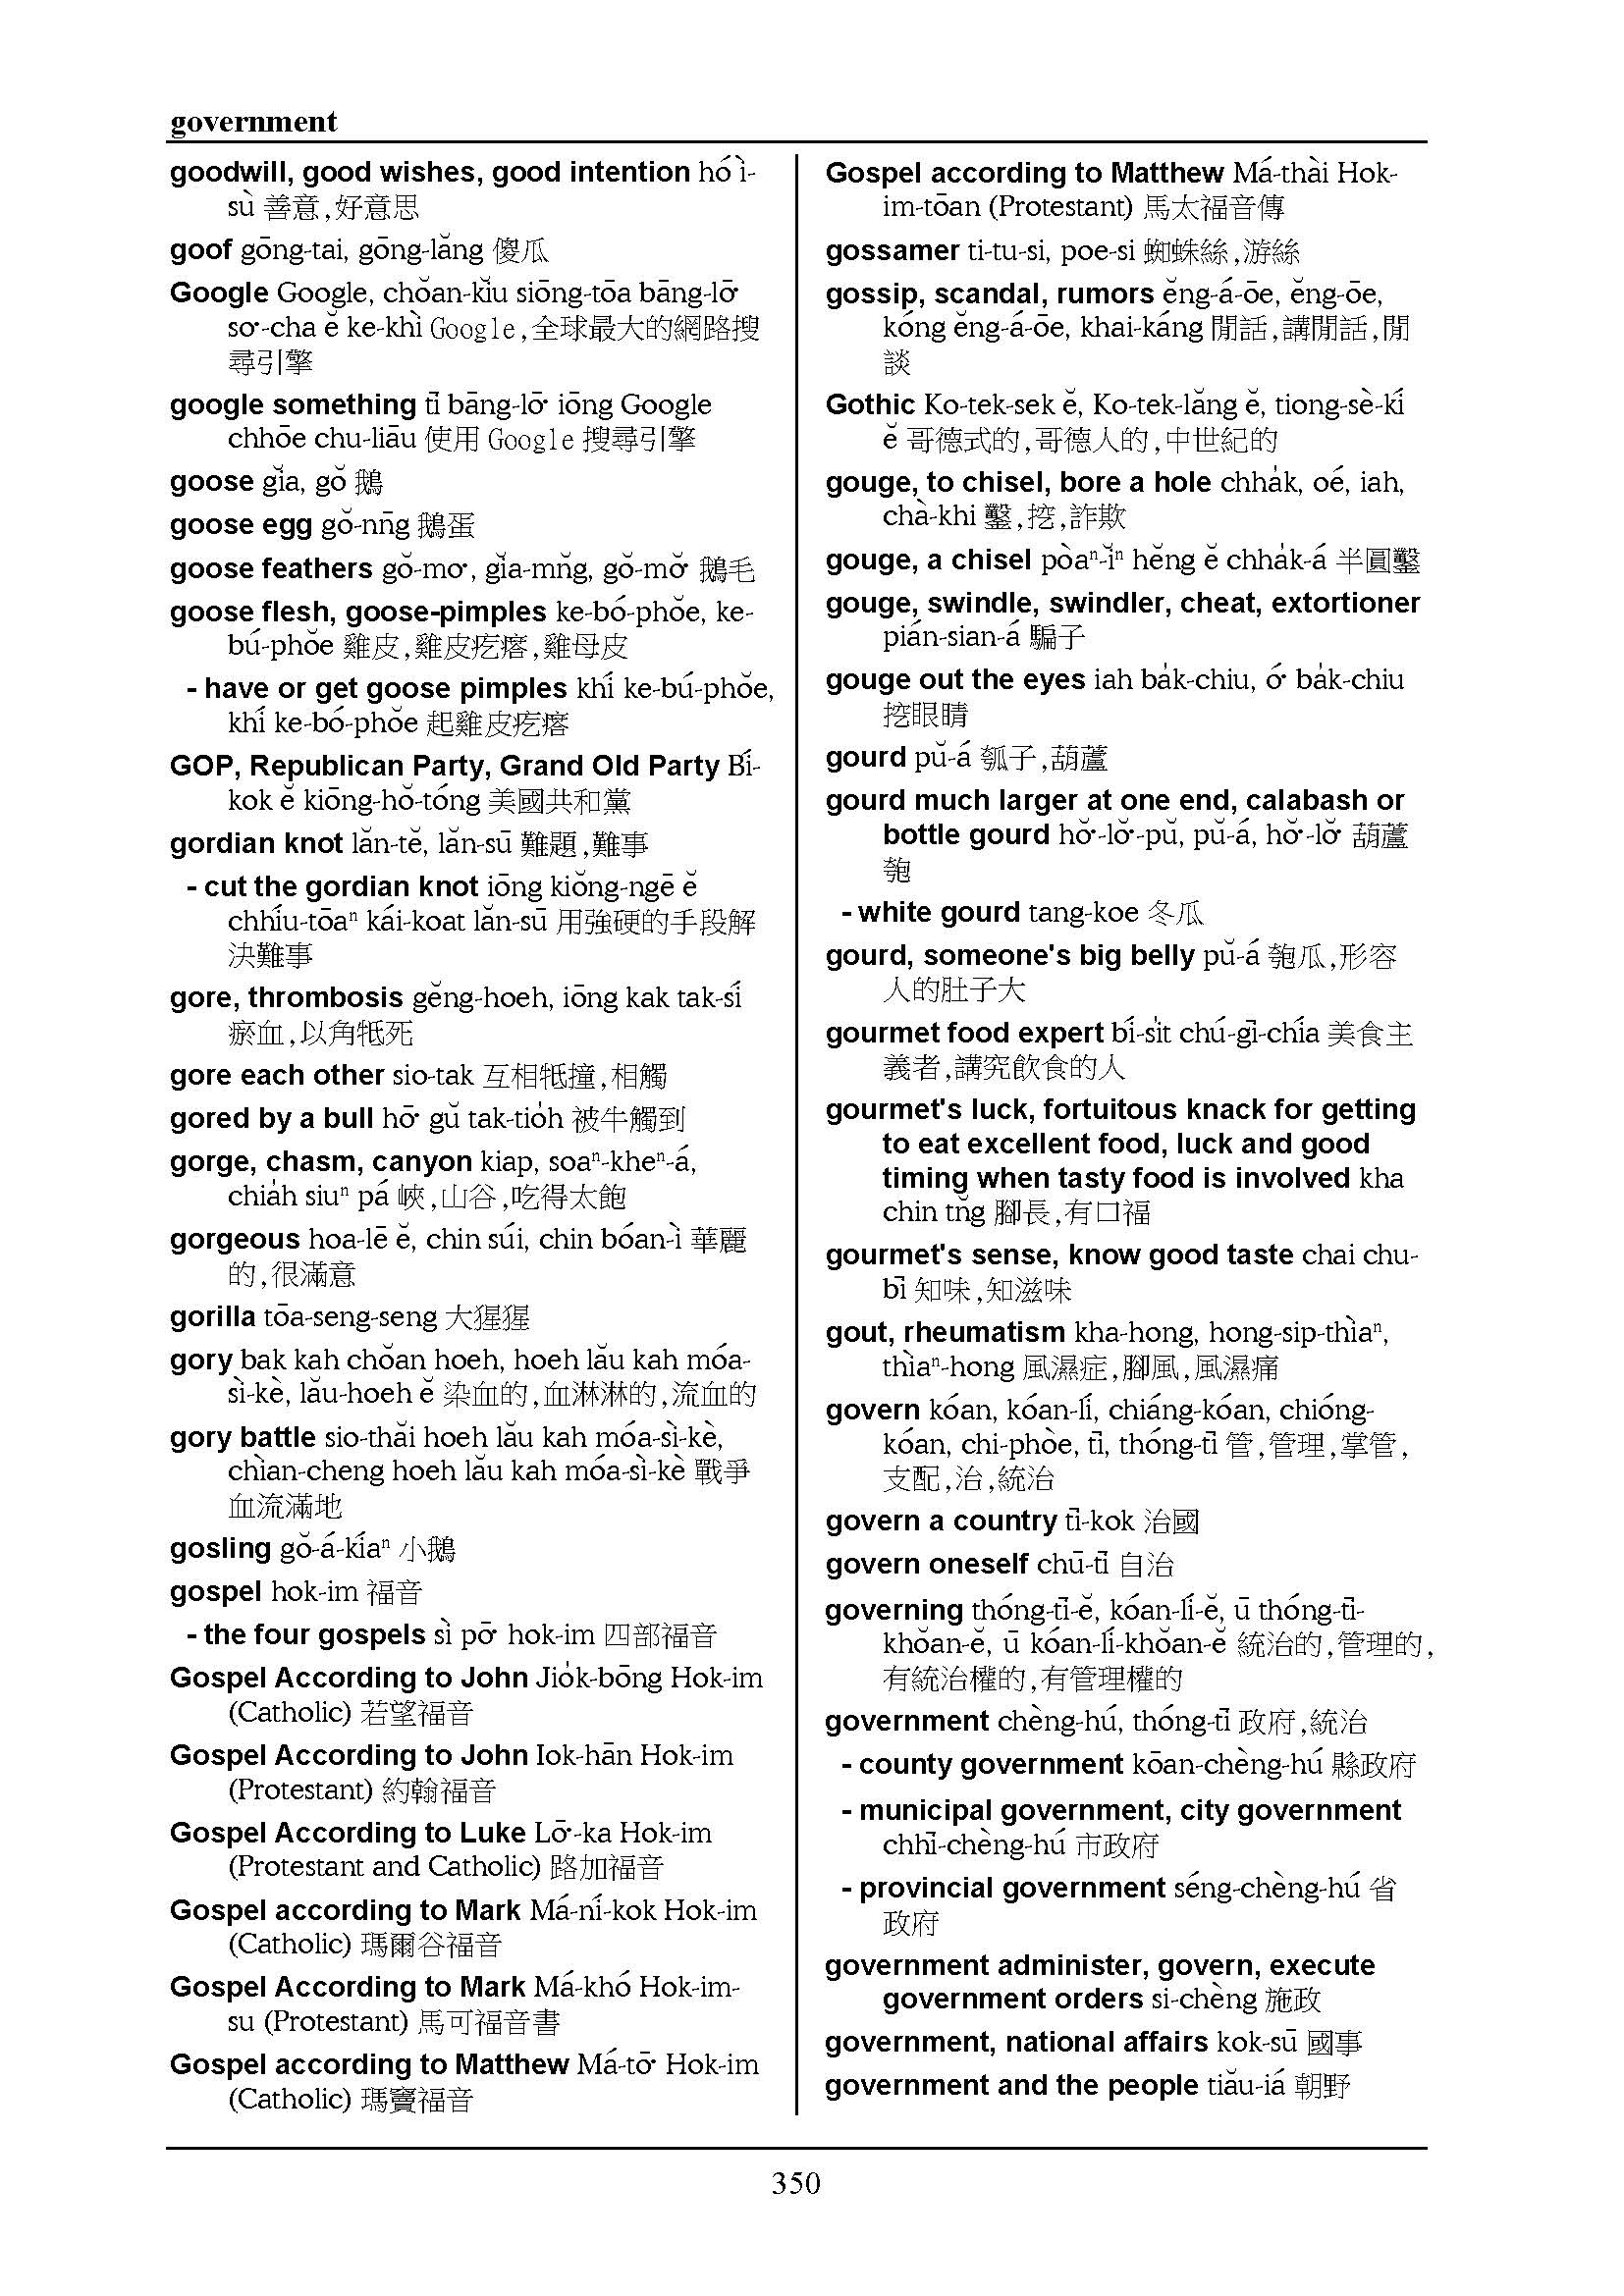 government
goodwill, good wishes, good intention hó ì-
sù 善意,好意思
goof gōng-tai, gōng-lăng 傻瓜
Google Google, chŏan-kĭu siōng-tōa bāng-lō͘
so͘-cha ĕ ke-khì Google,全球最大的網路搜
尋引擎
google something tī bāng-lō͘ iōng Google
chhōe chu-liāu 使用 Google 搜尋引擎
goose gĭa, gŏ 鵝
goose egg gŏ-nn̄g 鵝蛋
goose feathers gŏ-mo͘, gĭa-mn̆g, gŏ-mŏ͘ 鵝毛
goose flesh, goose-pimples ke-bó-phŏe, ke-
bú-phŏe 雞皮,雞皮疙瘩,雞母皮
- have or get goose pimples khí ke-bú-phŏe,
khí ke-bó-phŏe 起雞皮疙瘩
GOP, Republican Party, Grand Old Party Bí-
kok ĕ kiōng-hŏ-tóng 美國共和黨
gordian knot lăn-tĕ, lăn-sū 難題,難事
- cut the gordian knot iōng kiŏng-ngē ĕ
chhíu-tōaⁿ kái-koat lăn-sū 用強硬的手段解
決難事
gore, thrombosis gĕng-hoeh, iōng kak tak-sí
瘀血,以角牴死
gore each other sio-tak 互相牴撞,相觸
gored by a bull hō͘ gŭ tak-tio̍h 被牛觸到
gorge, chasm, canyon kiap, soaⁿ-kheⁿ-á,
chia̍h siuⁿ pá 峽,山谷,吃得太飽
gorgeous hoa-lē ĕ, chin súi, chin bóan-ì 華麗
的,很滿意
gorilla tōa-seng-seng 大猩猩
gory bak kah chŏan hoeh, hoeh lău kah móa-
sì-kè, lău-hoeh ĕ 染血的,血淋淋的,流血的
gory battle sio-thăi hoeh lău kah móa-sì-kè,
chìan-cheng hoeh lău kah móa-sì-kè 戰爭
血流滿地
gosling gŏ-á-kíaⁿ 小鵝
gospel hok-im 福音
- the four gospels sì pō͘ hok-im 四部福音
Gospel According to John Jio̍k-bōng Hok-im
(Catholic) 若望福音
Gospel According to John Iok-hān Hok-im
(Protestant) 約翰福音
Gospel According to Luke Lō͘-ka Hok-im
(Protestant and Catholic) 路加福音
Gospel according to Mark Má-ní-kok Hok-im
(Catholic) 瑪爾谷福音
Gospel According to Mark Má-khó Hok-im-
su (Protestant) 馬可福音書
Gospel according to Matthew Má-tō͘ Hok-im
(Catholic) 瑪竇福音
Gospel according to Matthew Má-thài Hok-
im-tōan (Protestant) 馬太福音傳
gossamer ti-tu-si, poe-si 蜘蛛絲,游絲
gossip, scandal, rumors ĕng-á-ōe, ĕng-ōe,
kóng ĕng-á-ōe, khai-káng 閒話,講閒話,閒
談
Gothic Ko-tek-sek ĕ, Ko-tek-lăng ĕ, tiong-sè-kí
ĕ 哥德式的,哥德人的,中世紀的
gouge, to chisel, bore a hole chha̍k, oé, iah,
chà-khi 鑿,挖,詐欺
gouge, a chisel pòaⁿ-ĭⁿ hĕng ĕ chha̍k-á 半圓鑿
gouge, swindle, swindler, cheat, extortioner
pián-sian-á 騙子
gouge out the eyes iah ba̍k-chiu, ó͘ ba̍k-chiu
挖眼睛
gourd pŭ-á 瓠子,葫蘆
gourd much larger at one end, calabash or
bottle gourd hŏ͘-lŏ͘-pŭ, pŭ-á, hŏ͘-lŏ͘ 葫蘆
匏
- white gourd tang-koe 冬瓜
gourd, someone's big belly pŭ-á 匏瓜,形容
人的肚子大
gourmet food expert bí-si̍t chú-gī-chía 美食主
義者,講究飲食的人
gourmet's luck, fortuitous knack for getting
to eat excellent food, luck and good
timing when tasty food is involved kha
chin tn̆g 腳長,有口福
gourmet's sense, know good taste chai chu-
bī 知味,知滋味
gout, rheumatism kha-hong, hong-sip-thìaⁿ,
thìaⁿ-hong 風濕症,腳風,風濕痛
govern kóan, kóan-lí, chiáng-kóan, chióng-
kóan, chi-phòe, tī, thóng-tī 管,管理,掌管,
支配,治,統治
govern a country tī-kok 治國
govern oneself chū-tī 自治
governing thóng-tī-ĕ, kóan-lí-ĕ, ū thóng-tī-
khŏan-ĕ, ū kóan-lí-khŏan-ĕ 統治的,管理的,
有統治權的,有管理權的
government chèng-hú, thóng-tī 政府,統治
- county government kōan-chèng-hú 縣政府
- municipal government, city government
chhī-chèng-hú 市政府
- provincial government séng-chèng-hú 省
政府
government administer, govern, execute
government orders si-chèng 施政
government, national affairs kok-sū 國事
government and the people tiău-iá 朝野
350